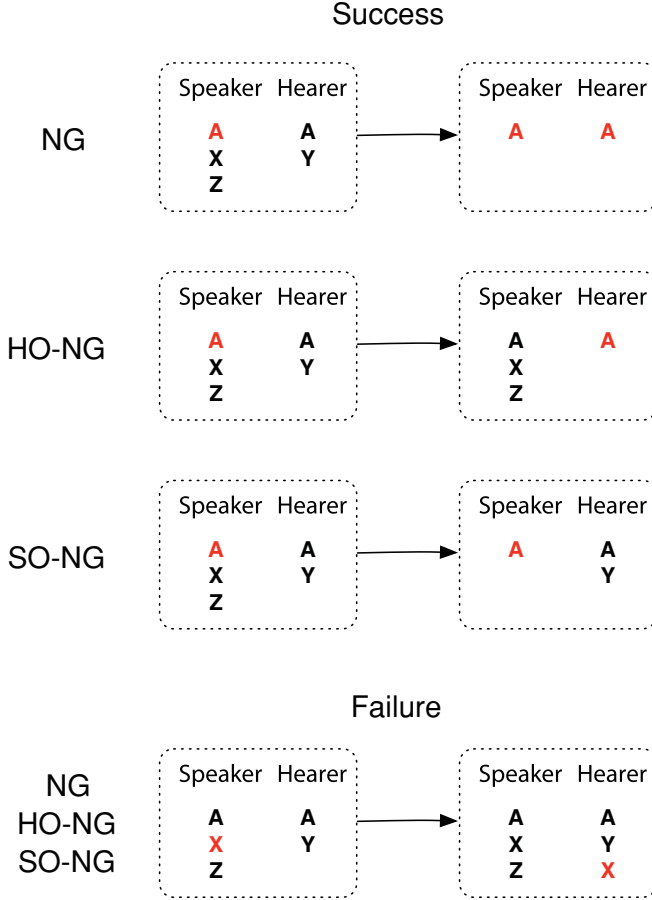 Success
NG
Speaker Hearer
A A
X Y
Z
Speaker Hearer
A A
HO-NG
Speaker Hearer
A A
X Y
Z
Speaker Hearer
A A
X
Z
SO-NG
Speaker Hearer
A A
X Y
Z
Speaker Hearer
A A
Y
Failure
NG
HO-NG
SO-NG
Speaker Hearer
A A
X Y
Z
Speaker Hearer
A A
X Y
Z X